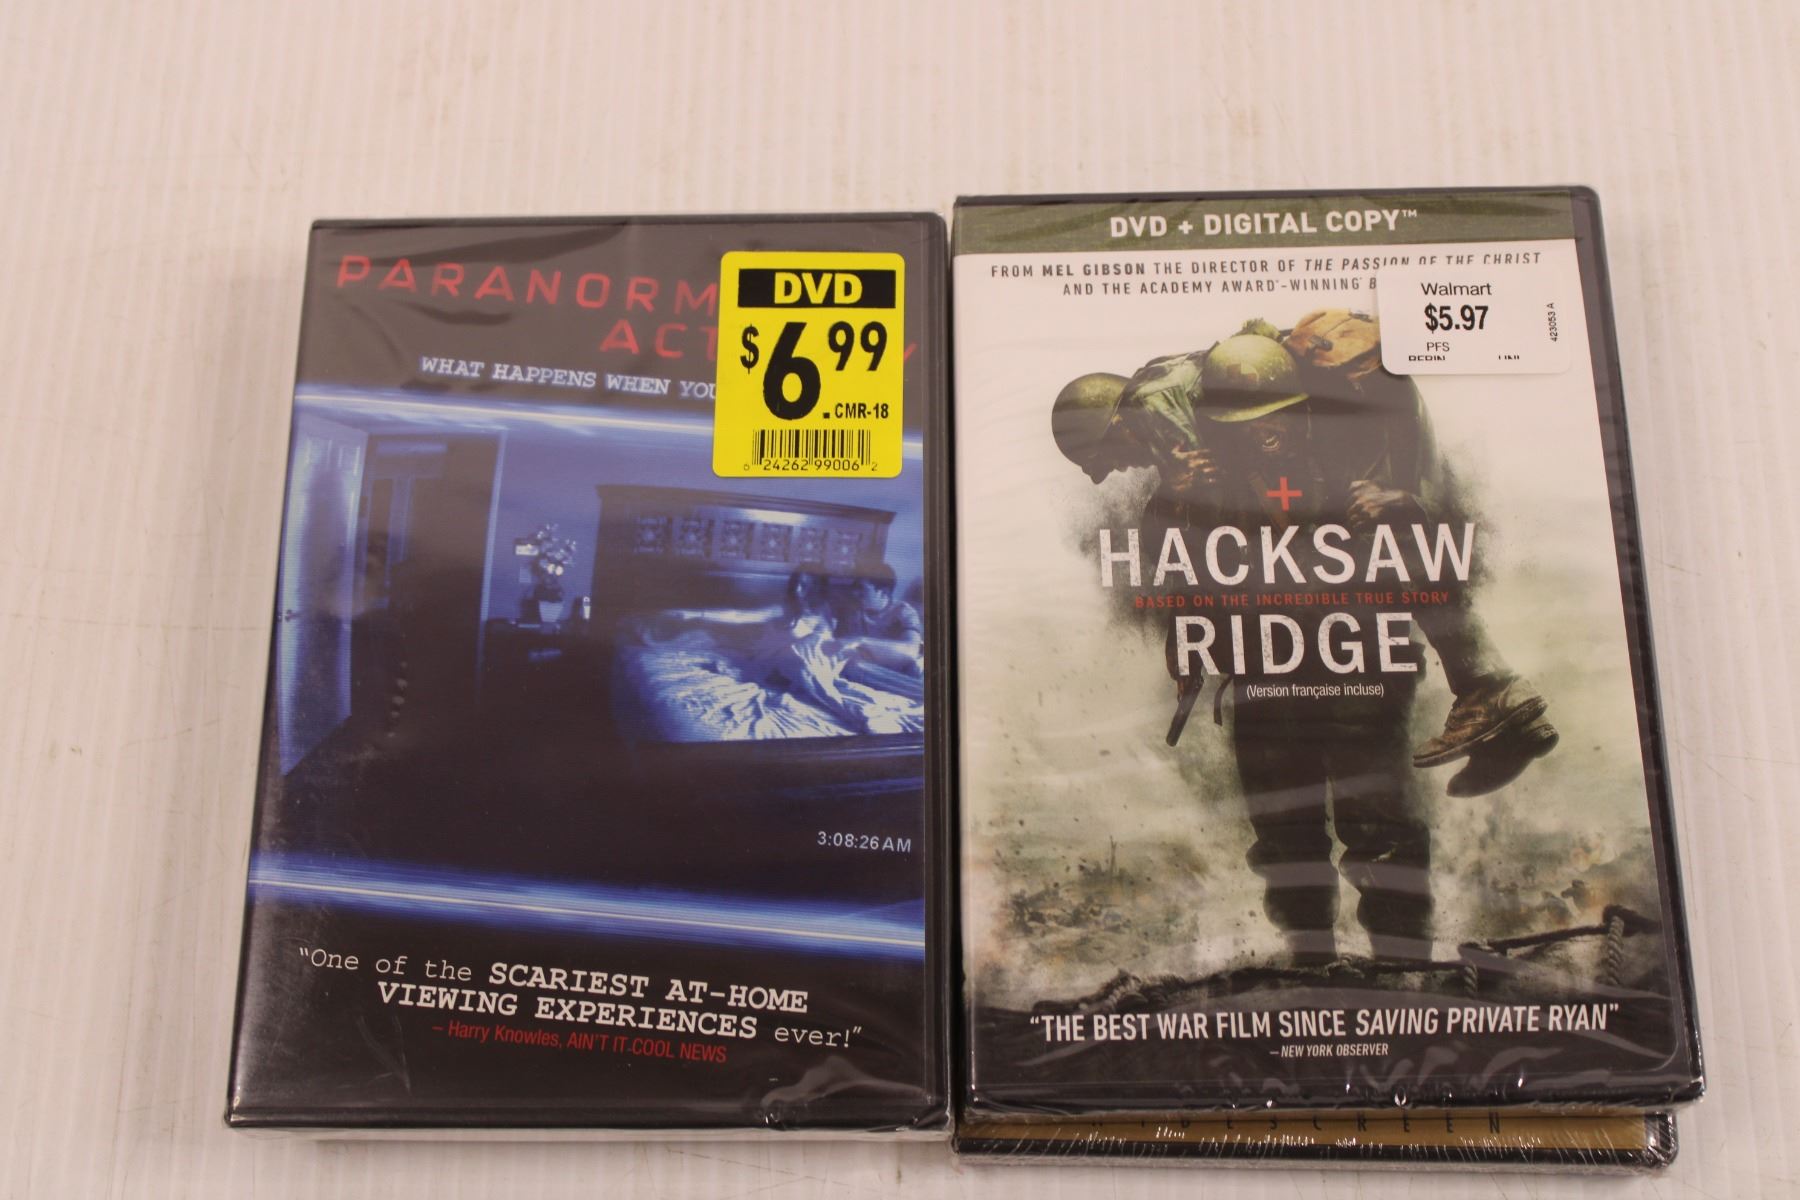 PARANORM
ACT
WHAT HAPPENS WHEN YOU
DVD
$6.99
CMR-18
6 24262 99006 2
3:08:26 AM
"One of the SCARIEST AT-HOME
VIEWING EXPERIENCES ever!"
– Harry Knowles, AIN'T IT COOL NEWS
DVD + DIGITAL COPY™
FROM MEL GIBSON THE DIRECTOR OF THE PASSION OF THE CHRIST
AND THE ACADEMY AWARD®-WINNING B
Walmart
$5.97
PFS
423053 A
HACKSAW
BASED ON THE INCREDIBLE TRUE STORY
RIDGE
(Version française incluse)
"THE BEST WAR FILM SINCE SAVING PRIVATE RYAN"
– NEW YORK OBSERVER
WIDESCREEN